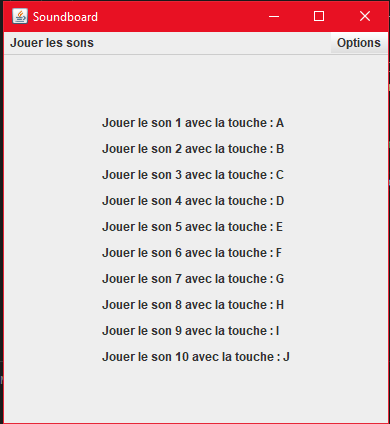 Soundboard
Jouer les sons Options
Jouer le son 1 avec la touche : A
Jouer le son 2 avec la touche : B
Jouer le son 3 avec la touche : C
Jouer le son 4 avec la touche : D
Jouer le son 5 avec la touche : E
Jouer le son 6 avec la touche : F
Jouer le son 7 avec la touche : G
Jouer le son 8 avec la touche : H
Jouer le son 9 avec la touche : I
Jouer le son 10 avec la touche : J